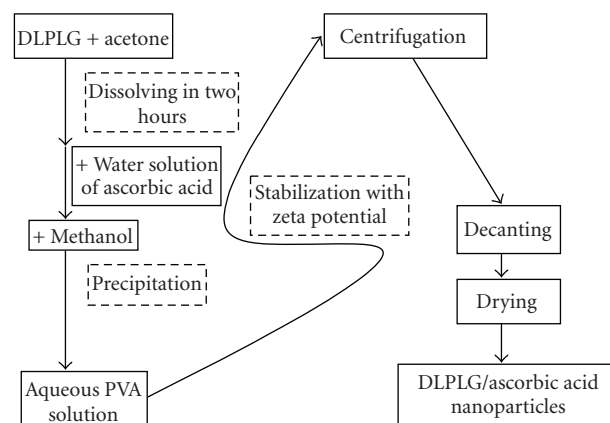 DLPLG + acetone
Dissolving in two
hours
+ Water solution
of ascorbic acid
+ Methanol
Precipitation
Aqueous PVA
solution
Stabilization with
zeta potential
Centrifugation
Decanting
Drying
DLPLG/ascorbic acid
nanoparticles